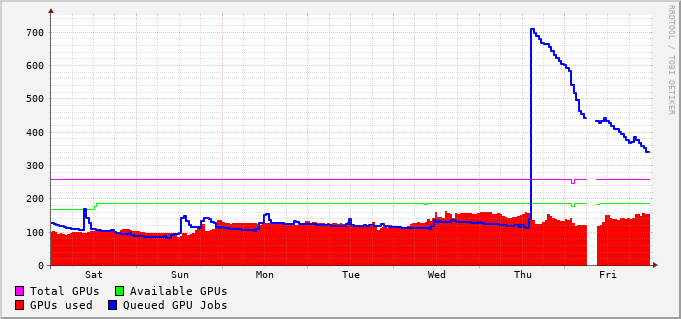 RRDTOOL / TOBI OETIKER
700
600
500
400
300
200
100
0
Sat Sun Mon Tue Wed Thu Fri
Total GPUs Available GPUs
GPUs used Queued GPU Jobs